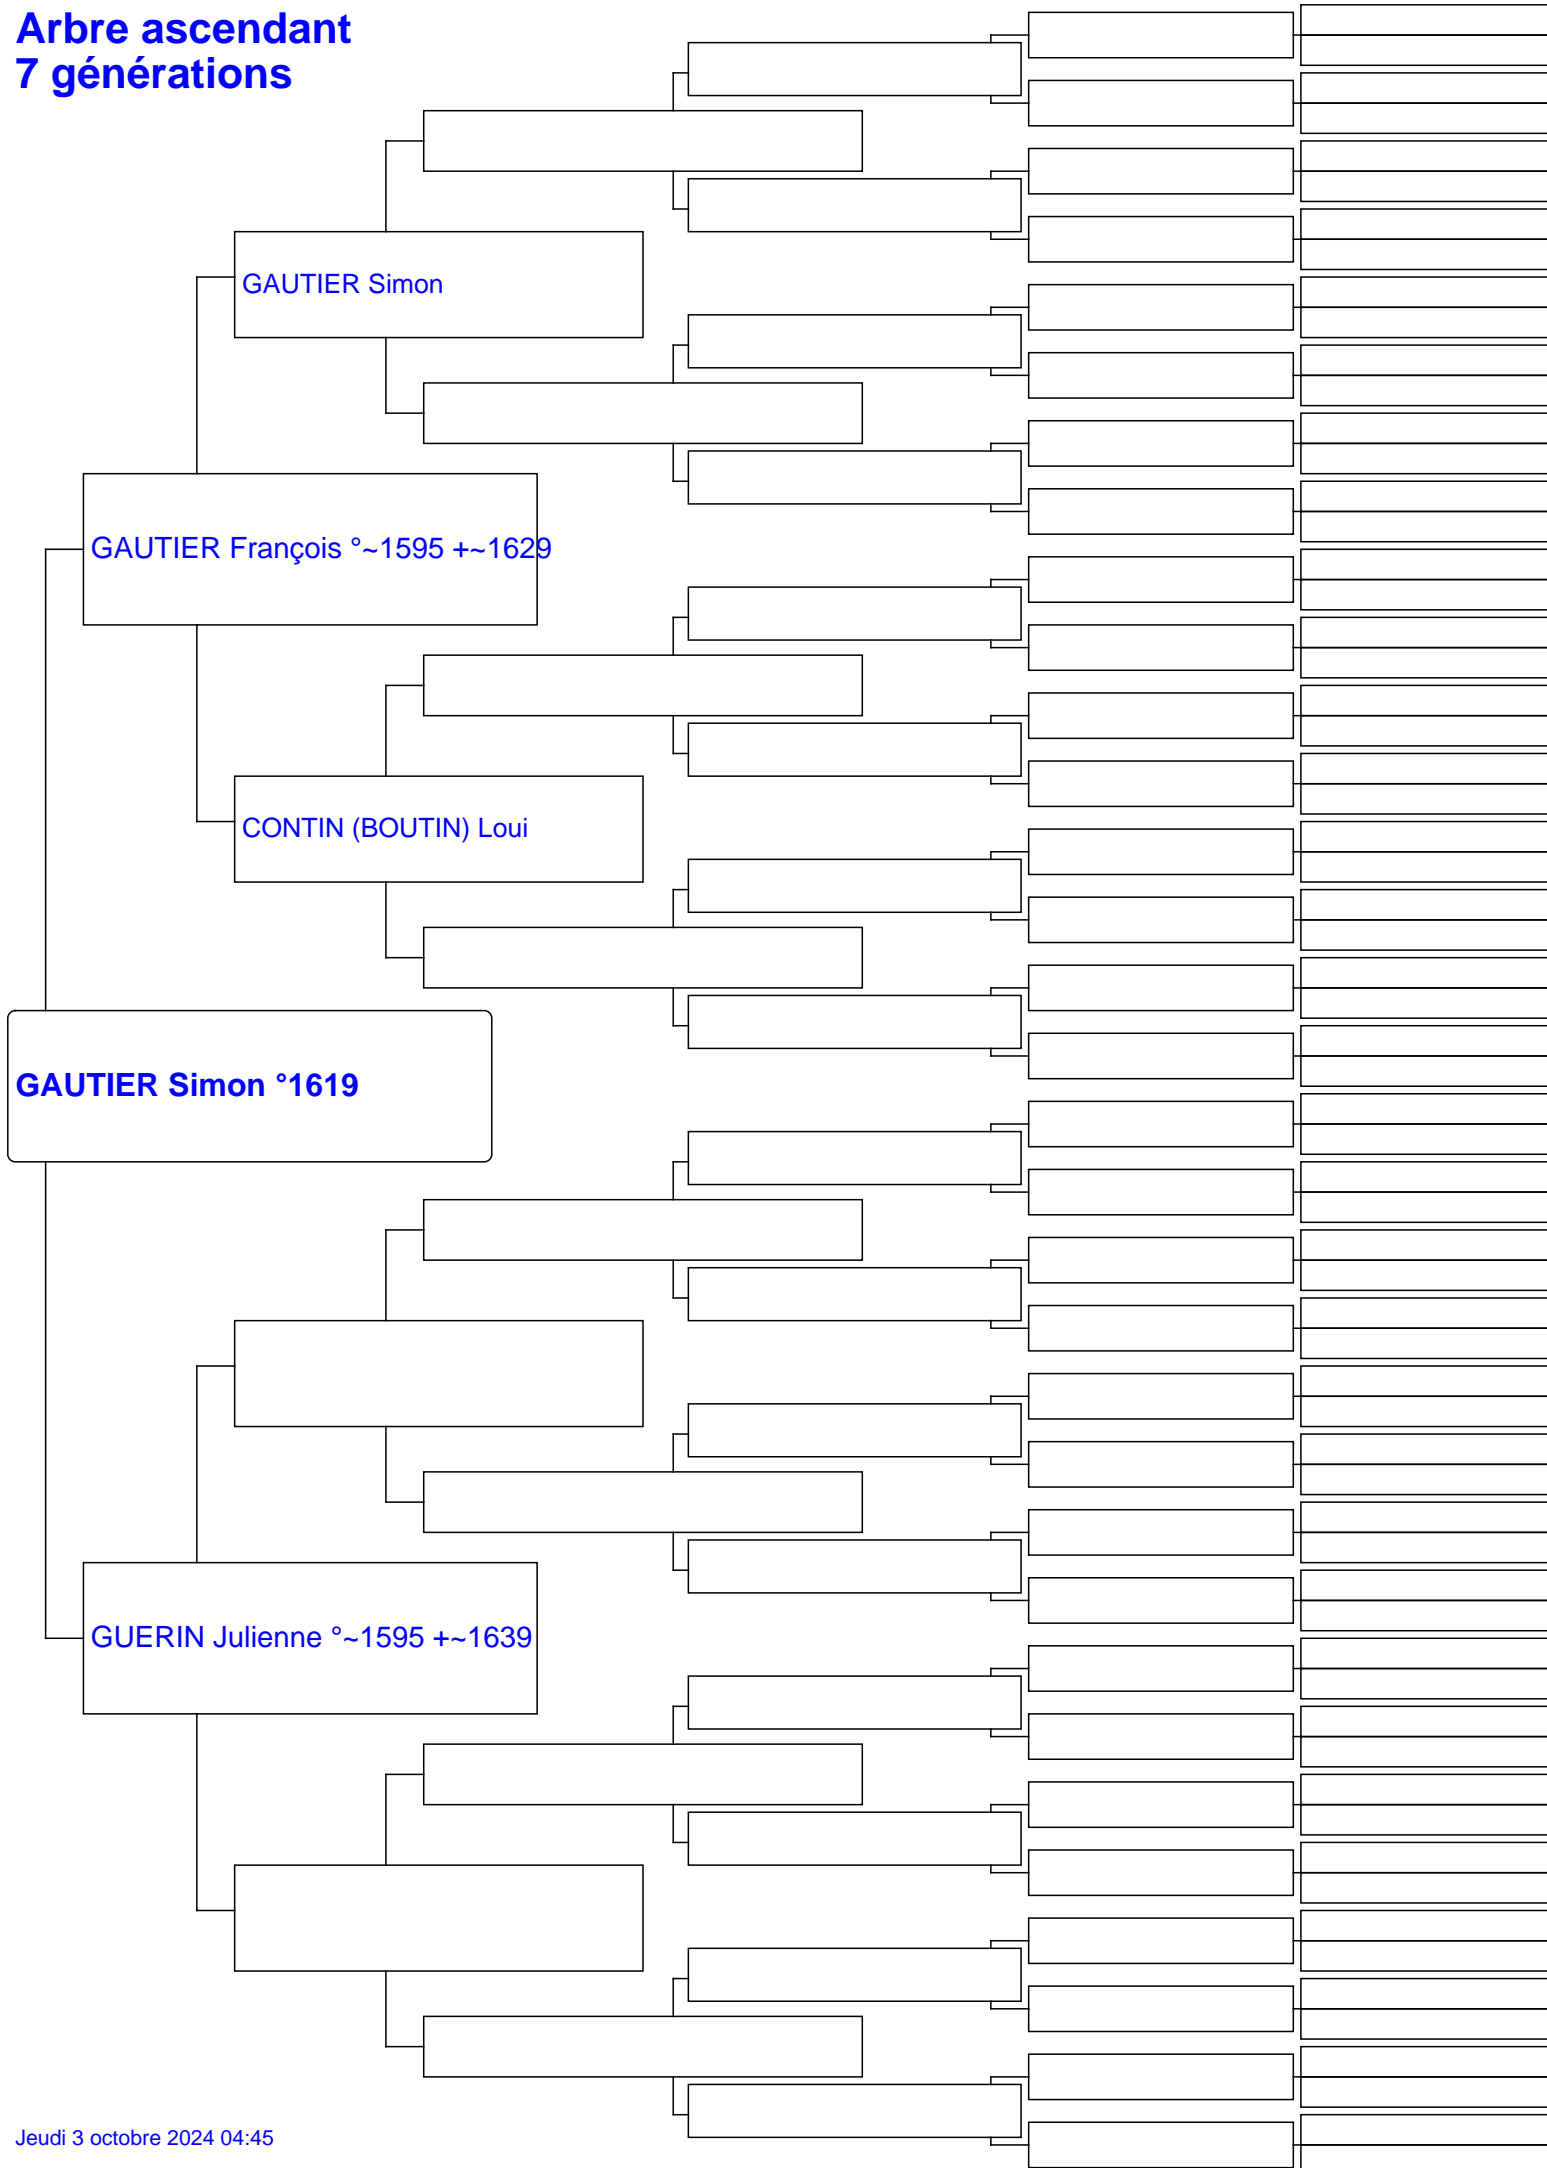 Arbre ascendant
7 générations
GAUTIER Simon
GAUTIER François °~1595 +~1629
CONTIN (BOUTIN) Loui
GAUTIER Simon °1619
GUERIN Julienne °~1595 +~1639
Jeudi 3 octobre 2024 04:45